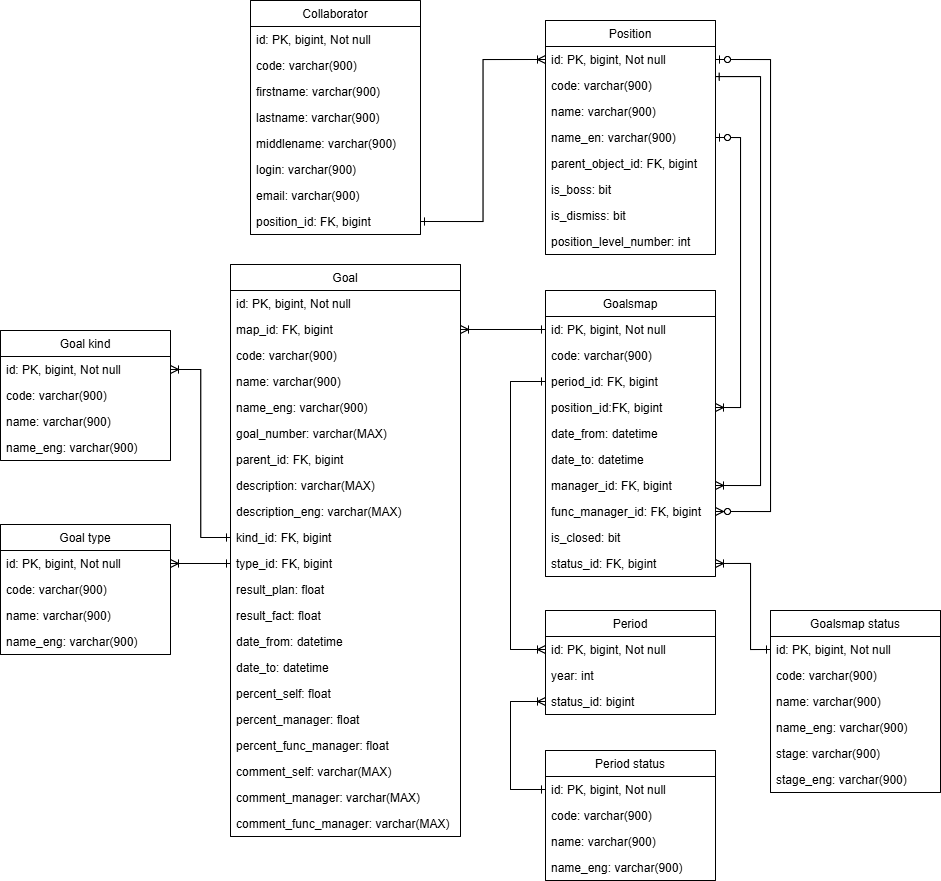 Collaborator
id: PK, bigint, Not null
code: varchar(900)
firstname: varchar(900)
lastname: varchar(900)
middlename: varchar(900)
login: varchar(900)
email: varchar(900)
position_id: FK, bigint
Position
id: PK, bigint, Not null
code: varchar(900)
name: varchar(900)
name_en: varchar(900)
parent_object_id: FK, bigint
is_boss: bit
is_dismiss: bit
position_level_number: int
Goal
id: PK, bigint, Not null
map_id: FK, bigint
code: varchar(900)
name: varchar(900)
name_eng: varchar(900)
goal_number: varchar(MAX)
parent_id: FK, bigint
description: varchar(MAX)
description_eng: varchar(MAX)
kind_id: FK, bigint
type_id: FK, bigint
result_plan: float
result_fact: float
date_from: datetime
date_to: datetime
percent_self: float
percent_manager: float
percent_func_manager: float
comment_self: varchar(MAX)
comment_manager: varchar(MAX)
comment_func_manager: varchar(MAX)
Goalsmap
id: PK, bigint, Not null
code: varchar(900)
period_id: FK, bigint
position_id:FK, bigint
date_from: datetime
date_to: datetime
manager_id: FK, bigint
func_manager_id: FK, bigint
is_closed: bit
status_id: FK, bigint
Goal kind
id: PK, bigint, Not null
code: varchar(900)
name: varchar(900)
name_eng: varchar(900)
Goal type
id: PK, bigint, Not null
code: varchar(900)
name: varchar(900)
name_eng: varchar(900)
Period
id: PK, bigint, Not null
year: int
status_id: bigint
Goalsmap status
id: PK, bigint, Not null
code: varchar(900)
name: varchar(900)
name_eng: varchar(900)
stage: varchar(900)
stage_eng: varchar(900)
Period status
id: PK, bigint, Not null
code: varchar(900)
name: varchar(900)
name_eng: varchar(900)